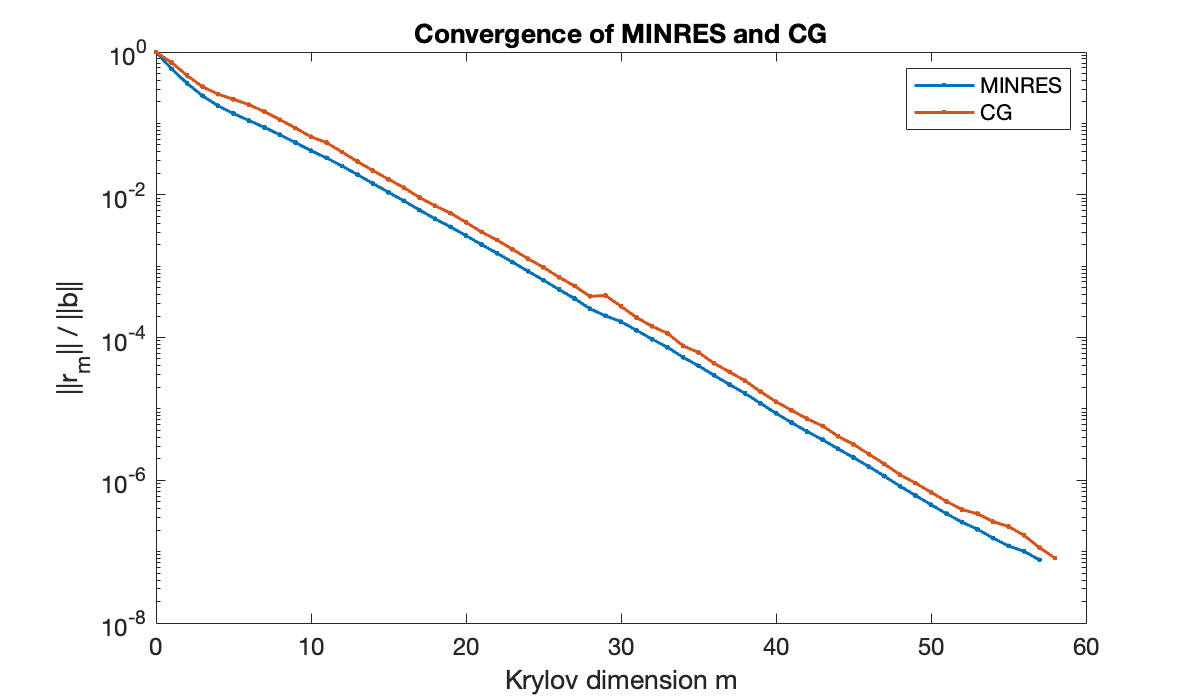 Convergence of MINRES and CG
MINRES
CG
10^0
10^-2
10^-4
10^-6
10^-8
||r_m|| / ||b||
0 10 20 30 40 50 60
Krylov dimension m